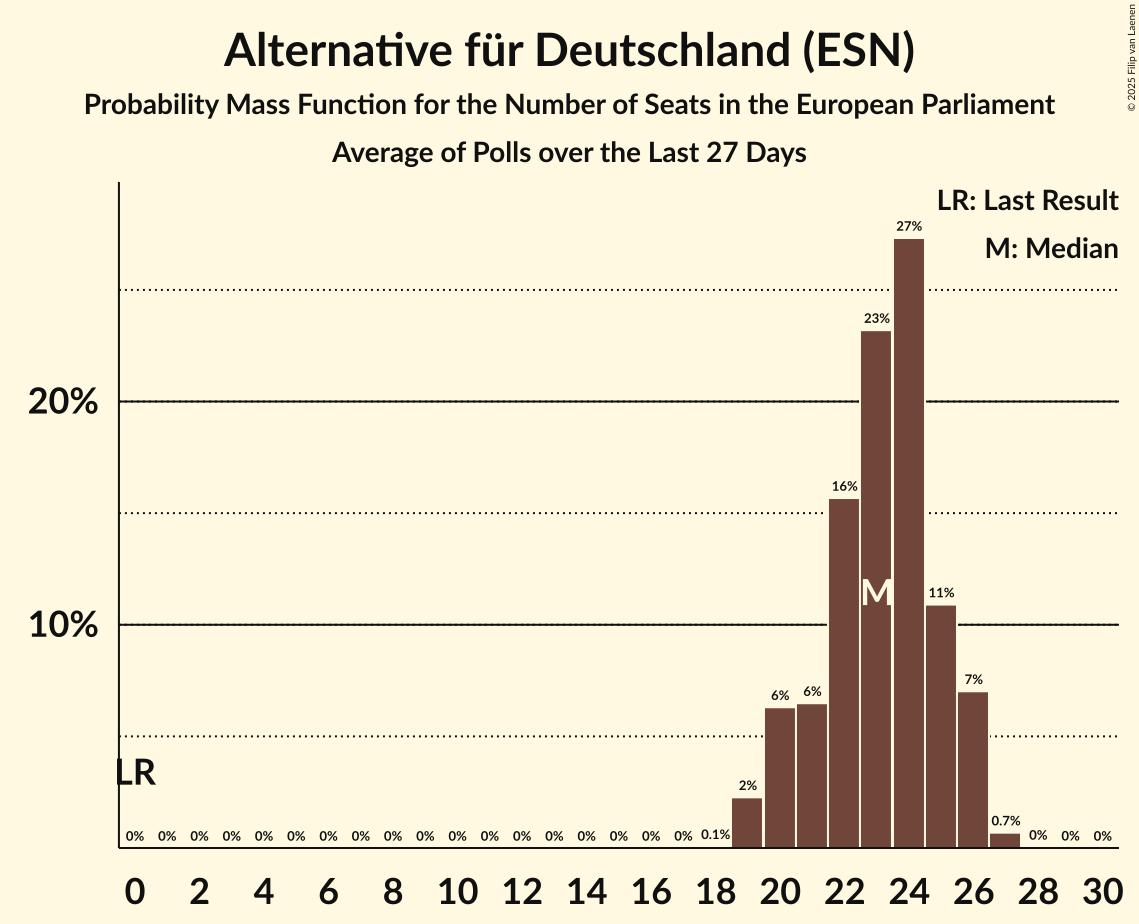 Alternative für Deutschland (ESN)
Probability Mass Function for the Number of Seats in the European Parliament
Average of Polls over the Last 27 Days
© 2025 Filip van Laenen
LR: Last Result
M: Median
27%
23%
20%
16%
M
11%
10%
7%
6% 6%
LR
2%
0% 0% 0% 0% 0% 0% 0% 0% 0% 0% 0% 0% 0% 0% 0% 0% 0% 0% 0.1% 0.7% 0% 0% 0%
0 2 4 6 8 10 12 14 16 18 20 22 24 26 28 30